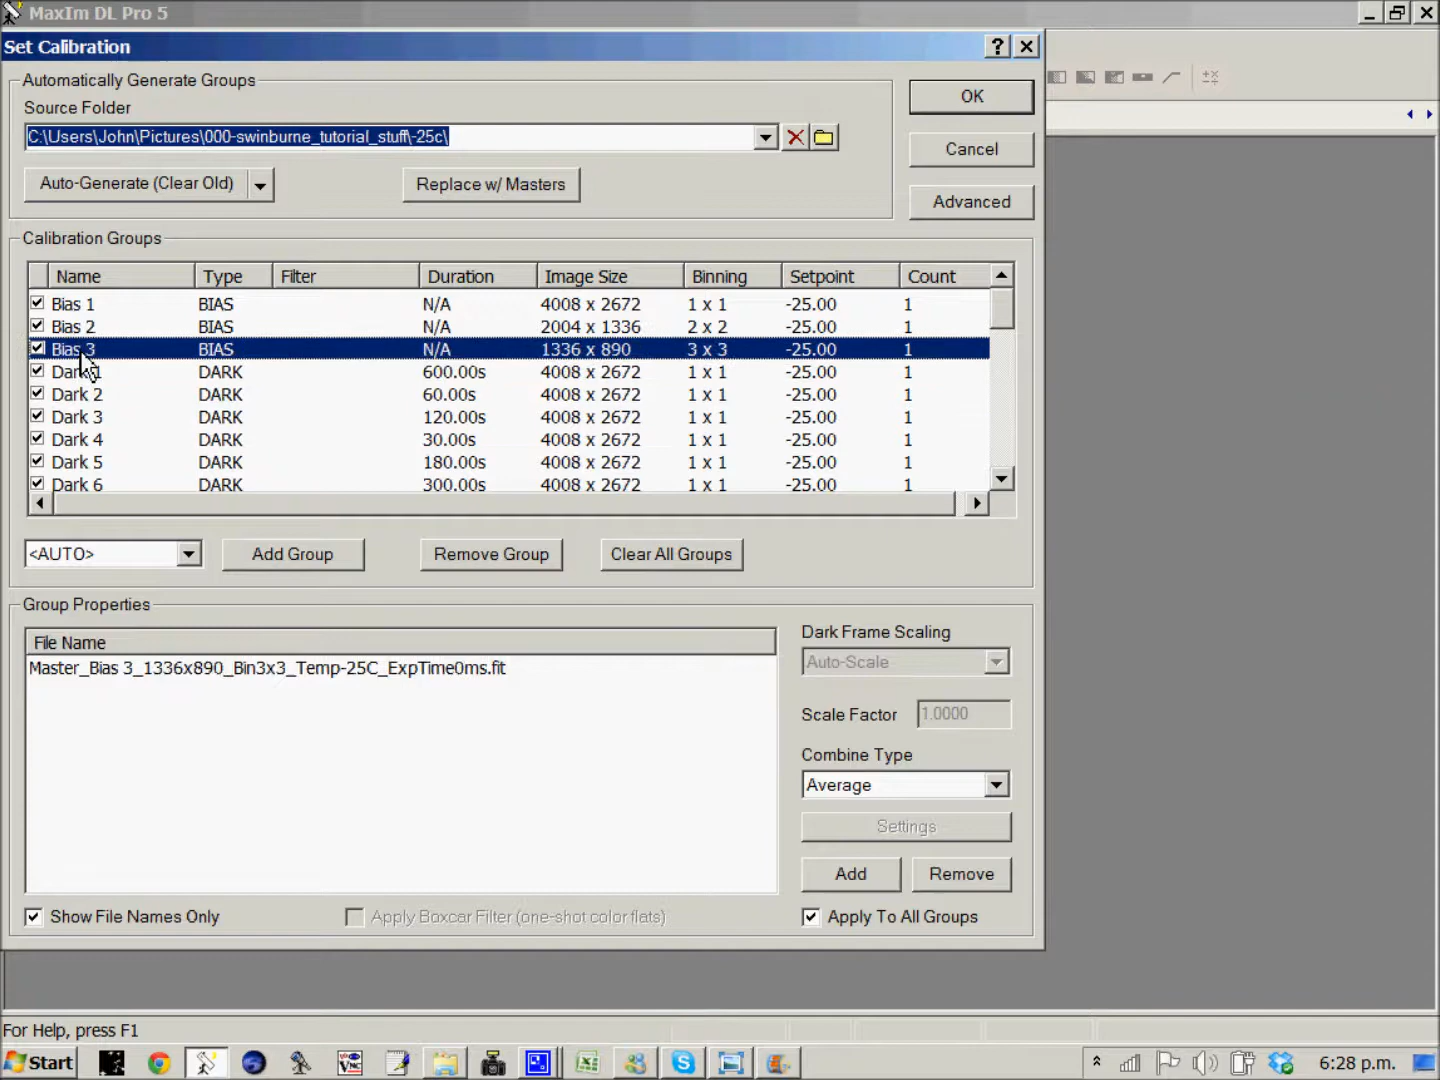 MaxIm DL Pro 5
Set Calibration
Automatically Generate Groups
Source Folder
C:\Users\John\Pictures\000-swinburne_tutorial_stuff\-25c\
OK
Auto-Generate (Clear Old)
Replace w/ Masters
Cancel
Advanced
Calibration Groups
Name Type Filter Duration Image Size Binning Setpoint Count
Bias 1 BIAS N/A 4008 x 2672 1 x 1 -25.00 1
Bias 2 BIAS N/A 2004 x 1336 2 x 2 -25.00 1
Bias 3 BIAS N/A 1336 x 890 3 x 3 -25.00 1
Dark 1 DARK 600.00s 4008 x 2672 1 x 1 -25.00 1
Dark 2 DARK 60.00s 4008 x 2672 1 x 1 -25.00 1
Dark 3 DARK 120.00s 4008 x 2672 1 x 1 -25.00 1
Dark 4 DARK 30.00s 4008 x 2672 1 x 1 -25.00 1
Dark 5 DARK 180.00s 4008 x 2672 1 x 1 -25.00 1
Dark 6 DARK 300.00s 4008 x 2672 1 x 1 -25.00 1
<AUTO> Add Group Remove Group Clear All Groups
Group Properties
File Name
Master_Bias 3_1336x890_Bin3x3_Temp-25C_ExpTime0ms.fit
Dark Frame Scaling
Auto-Scale
Scale Factor 1.0000
Combine Type
Average
Settings
Add Remove
Show File Names Only Apply Boxcar Filter (one-shot color flats) Apply To All Groups
For Help, press F1
Start 6:28 p.m.